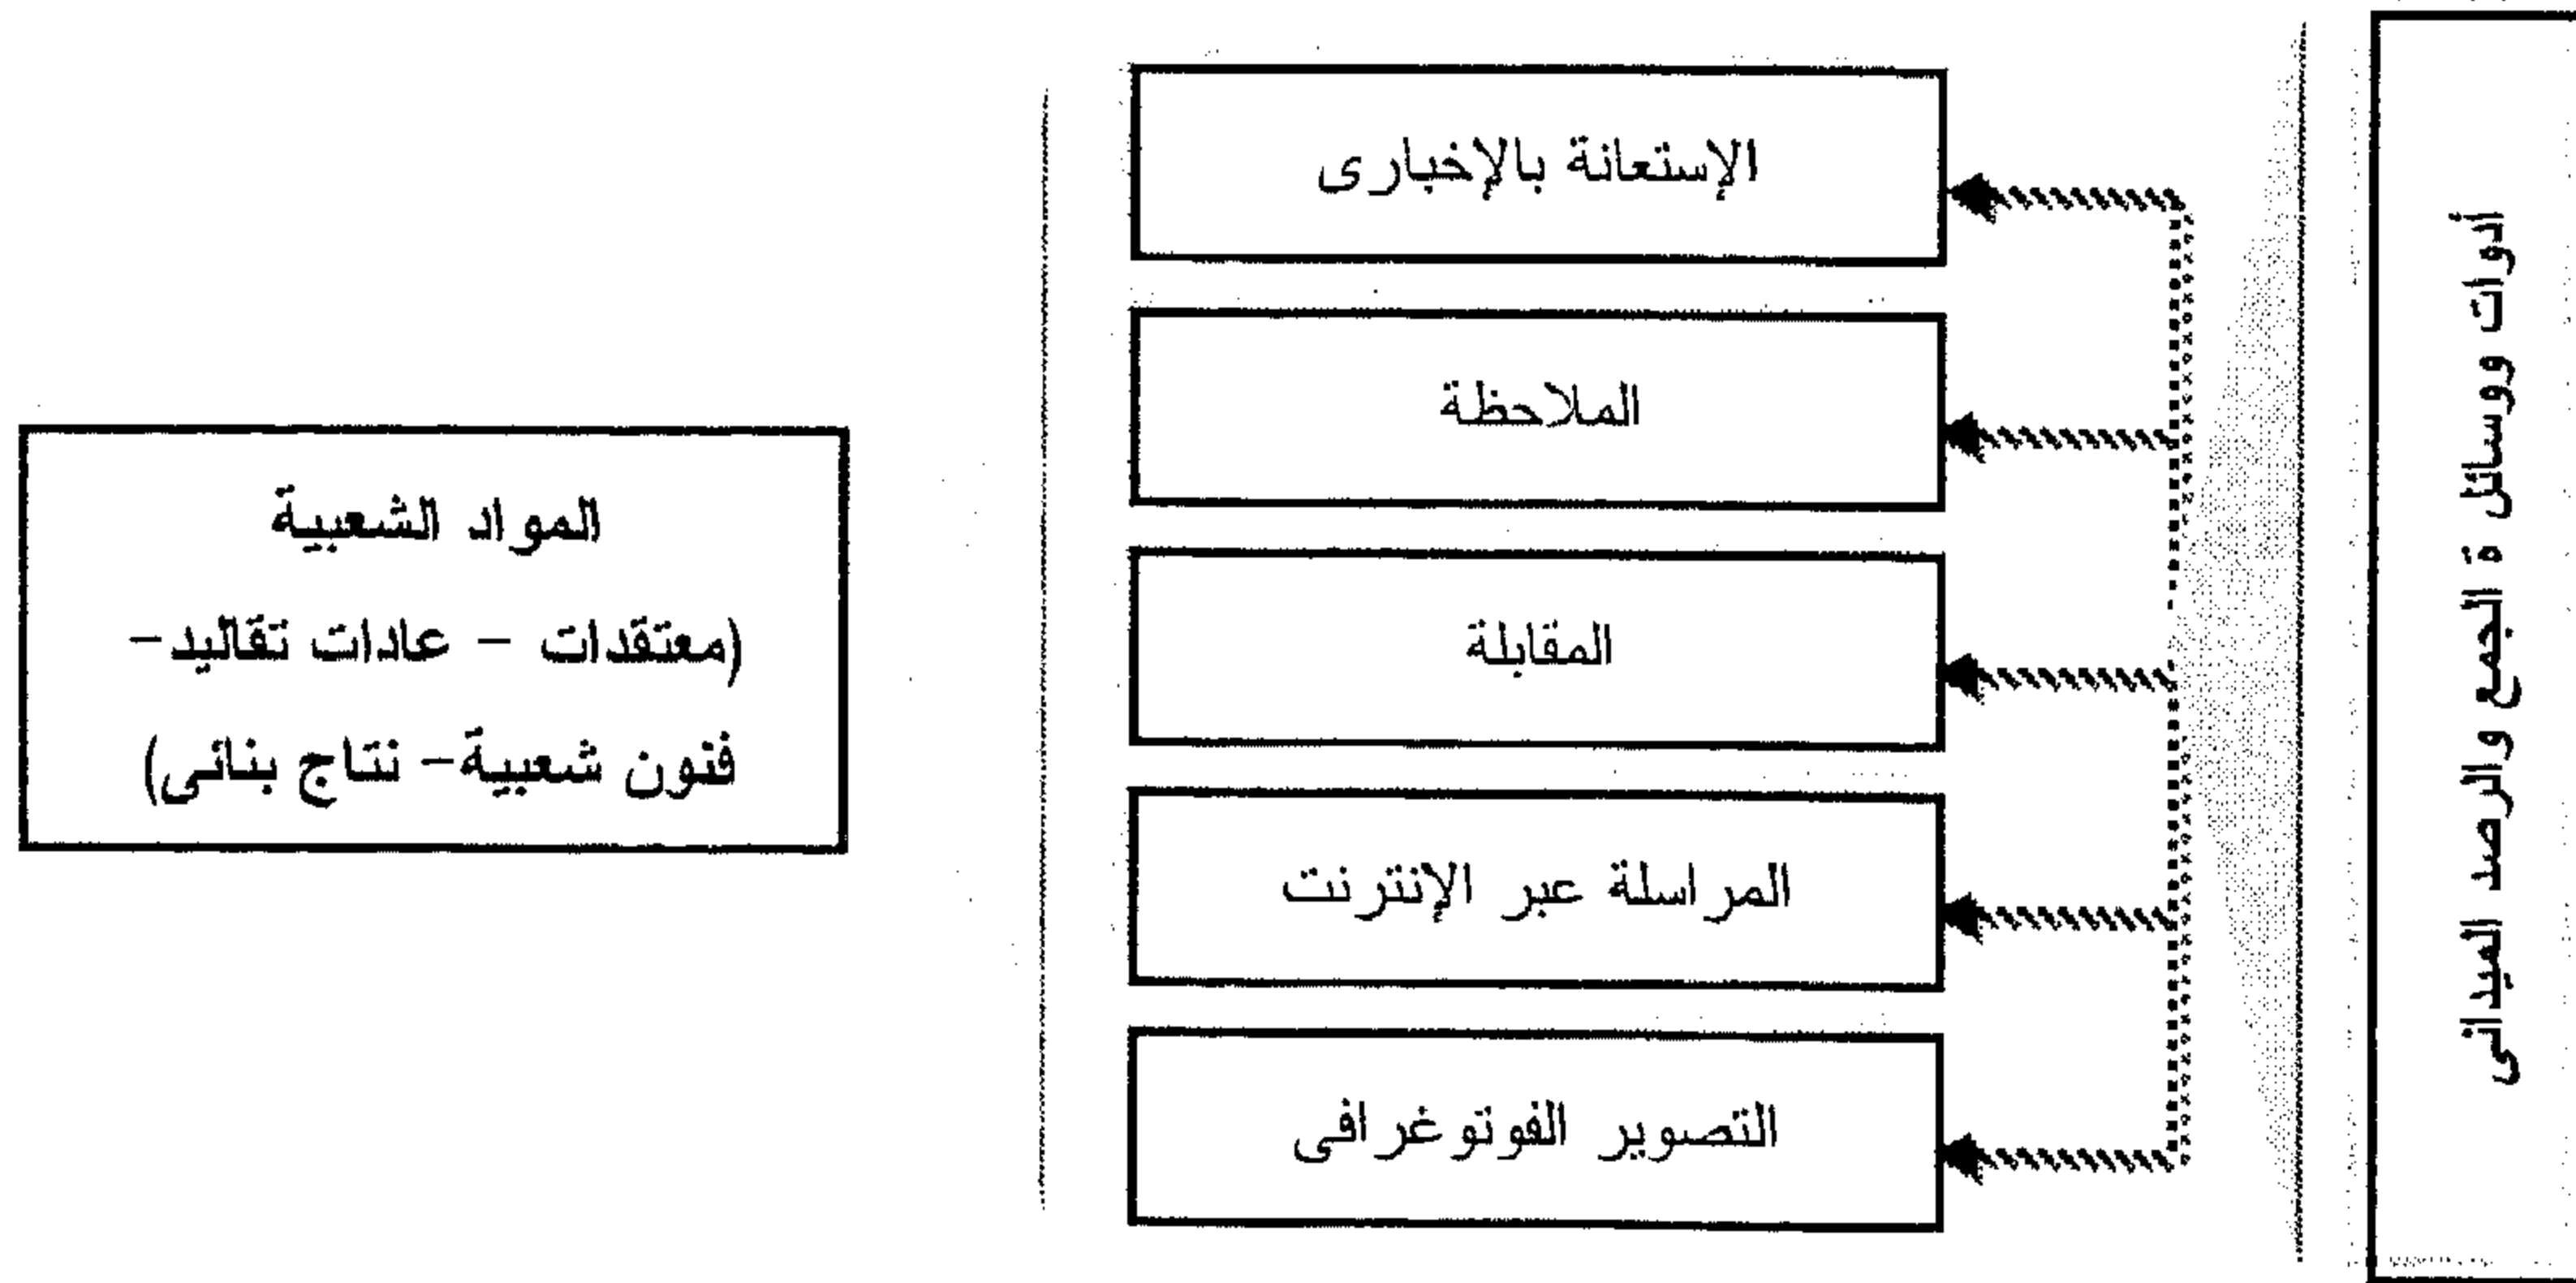 أدوات ووسائل ة الجمع والرصد الميدانى
الإستعانة بالإخبارى
الملاحظة
المقابلة
المراسلة عبر الإنترنت
التصوير الفوتوغرافى
المواد الشعبية
(معتقدات – عادات تقاليد–
فنون شعبية– نتاج بنائى)